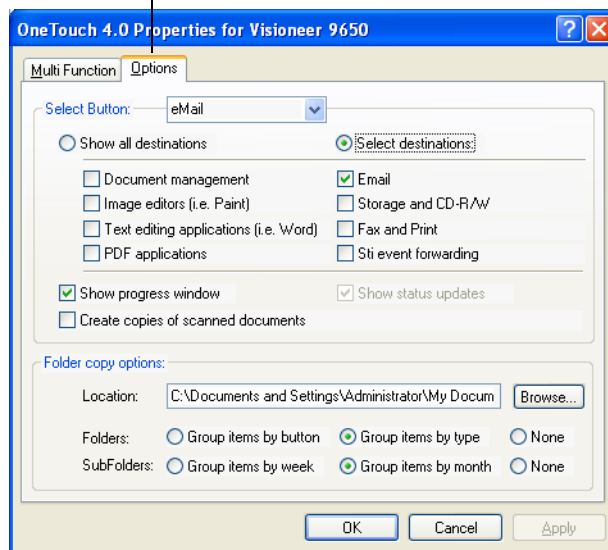 OneTouch 4.0 Properties for Visioneer 9650
Multi Function Options
Select Button: eMail
Show all destinations Select destinations:
Document management Email
Image editors (i.e. Paint) Storage and CD-R/W
Text editing applications (i.e. Word) Fax and Print
PDF applications Sti event forwarding
Show progress window Show status updates
Create copies of scanned documents
Folder copy options:
Location: C:\Documents and Settings\Administrator\My Docum Browse...
Folders: Group items by button Group items by type None
SubFolders: Group items by week Group items by month None
OK Cancel Apply